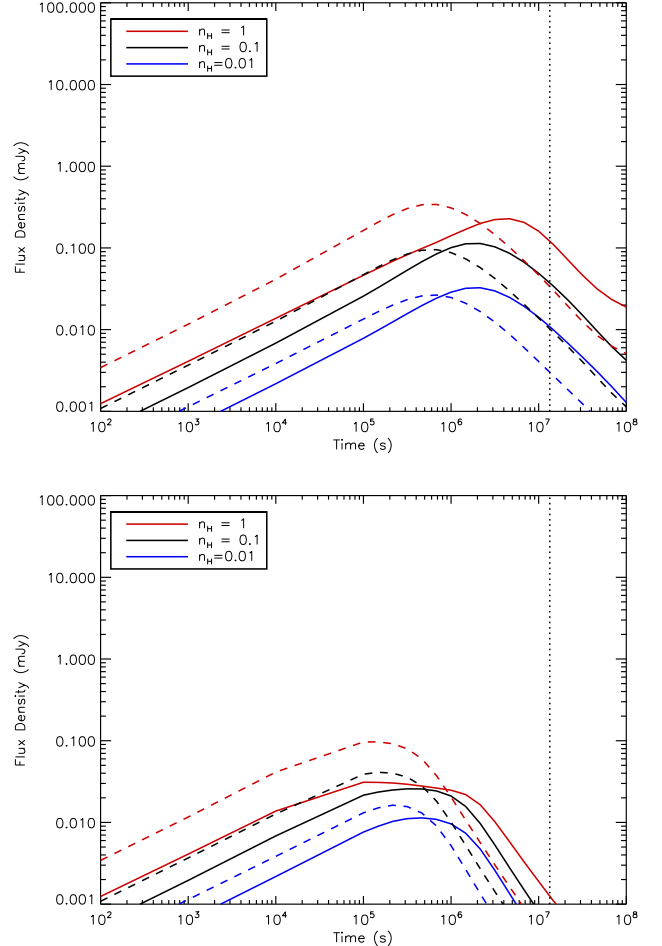 100.000
10.000
1.000
0.100
0.010
0.001
Flux Density (mJy)
n_H = 1
n_H = 0.1
n_H=0.01
10^2 10^3 10^4 10^5 10^6 10^7 10^8
Time (s)
100.000
10.000
1.000
0.100
0.010
0.001
Flux Density (mJy)
n_H = 1
n_H = 0.1
n_H=0.01
10^2 10^3 10^4 10^5 10^6 10^7 10^8
Time (s)